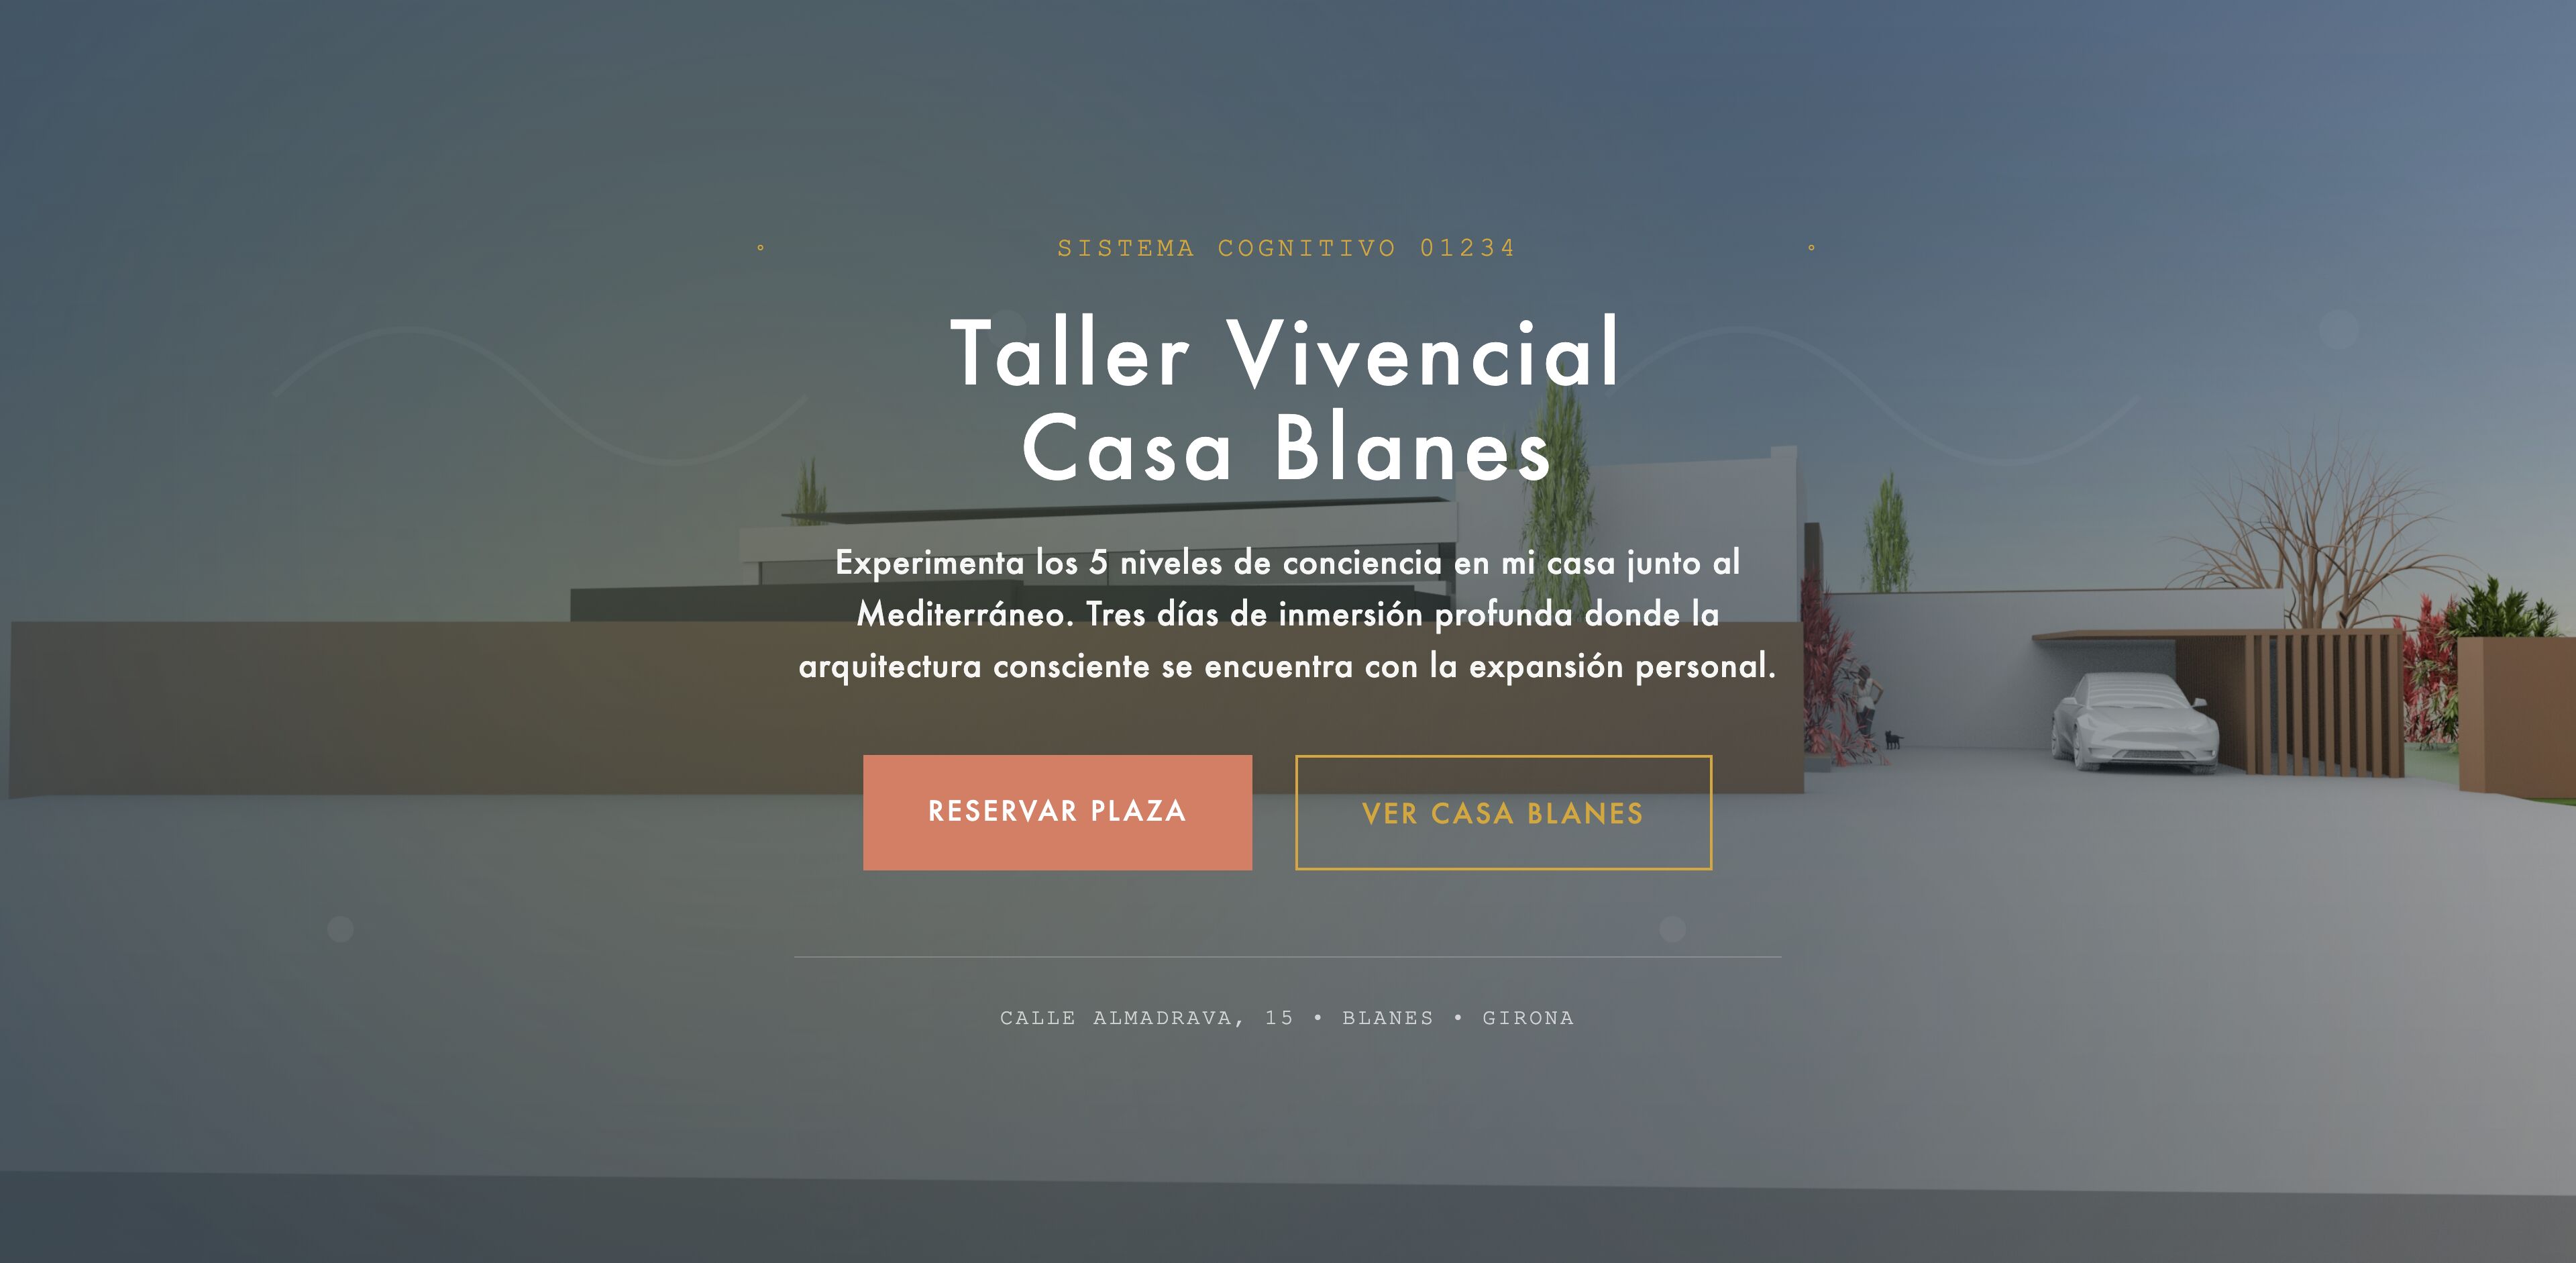 SISTEMA COGNITIVO 01234
Taller Vivencial
Casa Blanes
Experimenta los 5 niveles de conciencia en mi casa junto al
Mediterráneo. Tres días de inmersión profunda donde la
arquitectura consciente se encuentra con la expansión personal.
RESERVAR PLAZA
VER CASA BLANES
CALLE ALMADRAVA, 15 • BLANES • GIRONA